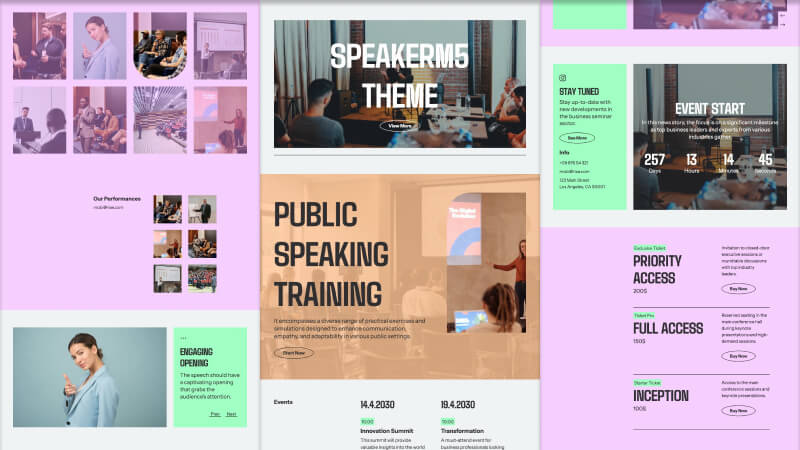 Our Performances
mobi@rise.com
...
ENGAGING
OPENING
The speech should have
a captivating opening
that grabs the
audience's attention.
Prev Next
SPEAKERM5
THEME
View More
PUBLIC
SPEAKING
TRAINING
The Digital
Revolution
It encompasses a diverse range of practical exercises and
simulations designed to enhance communication,
empathy, and adaptability in various public settings.
Start Now
Events
14.4.2030
10:00
Innovation Summit
This summit will provide
valuable insights into the world
19.4.2030
10:00
Transformation
A must-attend event for
business professionals looking
STAY TUNED
Stay up-to-date with
new developments in
the business seminar
sector.
See More
Info
mobi@rise.com
123 Main Street
Los Angeles, CA 90001
EVENT START
In this news story, the focus is on a significant milestone
as top business leaders and experts from various
industries gather.
257 13 14 45
Days Hours Minutes Seconds
Exclusive Ticket
PRIORITY
ACCESS
200$
Invitation to closed-door
executive sessions or
roundtable discussions
with top industry
leaders.
Buy Now
Ticket Pro
FULL ACCESS
150$
Reserved seating in the
main conference hall
during keynote
presentations and high-
demand sessions.
Buy Now
Starter Ticket
INCEPTION
100$
Access to the main
conference sessions and
keynote presentations.
Buy Now